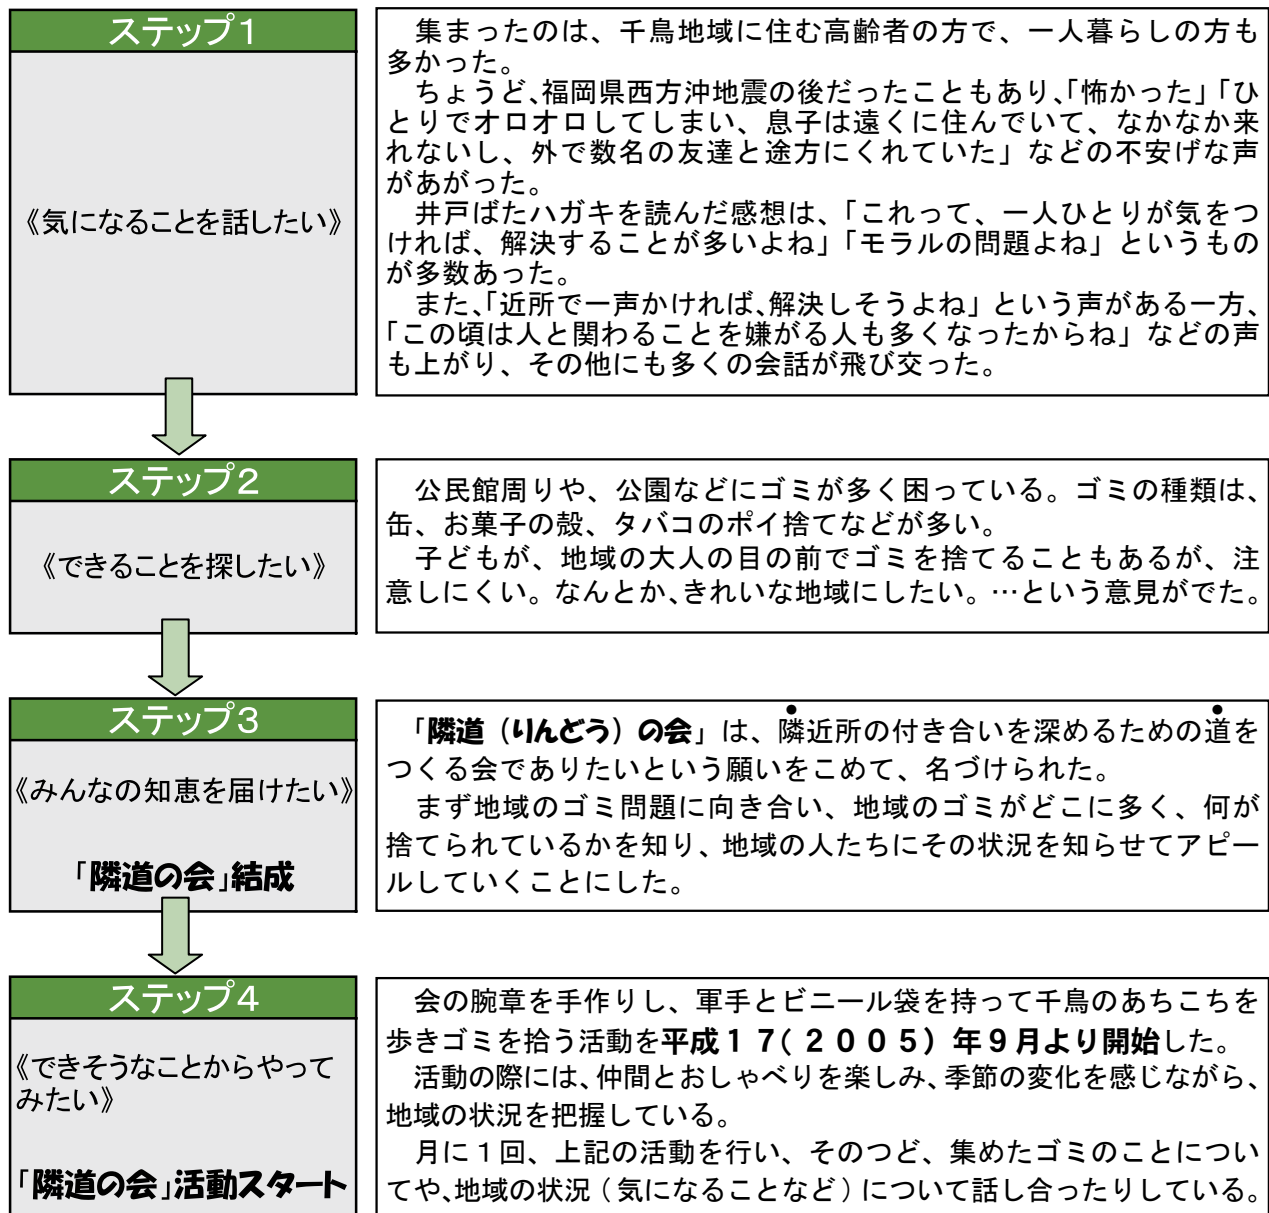 ステップ1
《気になることを話したい》
集まったのは、千鳥地域に住む高齢者の方で、一人暮らしの方も
多かった。
ちょうど、福岡県西方沖地震の後だったこともあり、「怖かった」「ひ
とりでオロオロしてしまい、息子は遠くに住んでいて、なかなか来
れないし、外で数名の友達と途方にくれていた」などの不安げな声
があがった。
井戸ばたハガキを読んだ感想は、「これって、一人ひとりが気をつ
ければ、解決することが多いよね」「モラルの問題よね」というもの
が多数あった。
また、「近所で一声かければ、解決しそうよね」という声がある一方、
「この頃は人と関わることを嫌がる人も多くなったからね」などの声
も上がり、その他にも多くの会話が飛び交った。
ステップ2
《できることを探したい》
公民館周りや、公園などにゴミが多く困っている。ゴミの種類は、
缶、お菓子の殻、タバコのポイ捨てなどが多い。
子どもが、地域の大人の目の前でゴミを捨てることもあるが、注
意しにくい。なんとか、きれいな地域にしたい。…という意見がでた。
ステップ3
《みんなの知恵を届けたい》
「隣道の会」結成
「隣道（りんどう）の会」は、隣近所の付き合いを深めるための道を
つくる会でありたいという願いをこめて、名づけられた。
まず地域のゴミ問題に向き合い、地域のゴミがどこに多く、何が
捨てられているかを知り、地域の人たちにその状況を知らせてアピー
ルしていくことにした。
ステップ4
《できそうなことからやって
みたい》
「隣道の会」活動スタート
会の腕章を手作りし、軍手とビニール袋を持って千鳥のあちこちを
歩きゴミを拾う活動を平成１７(２００５)年９月より開始した。
活動の際には、仲間とおしゃべりを楽しみ、季節の変化を感じながら、
地域の状況を把握している。
月に１回、上記の活動を行い、そのつど、集めたゴミのことについ
てや、地域の状況（気になることなど）について話し合ったりしている。